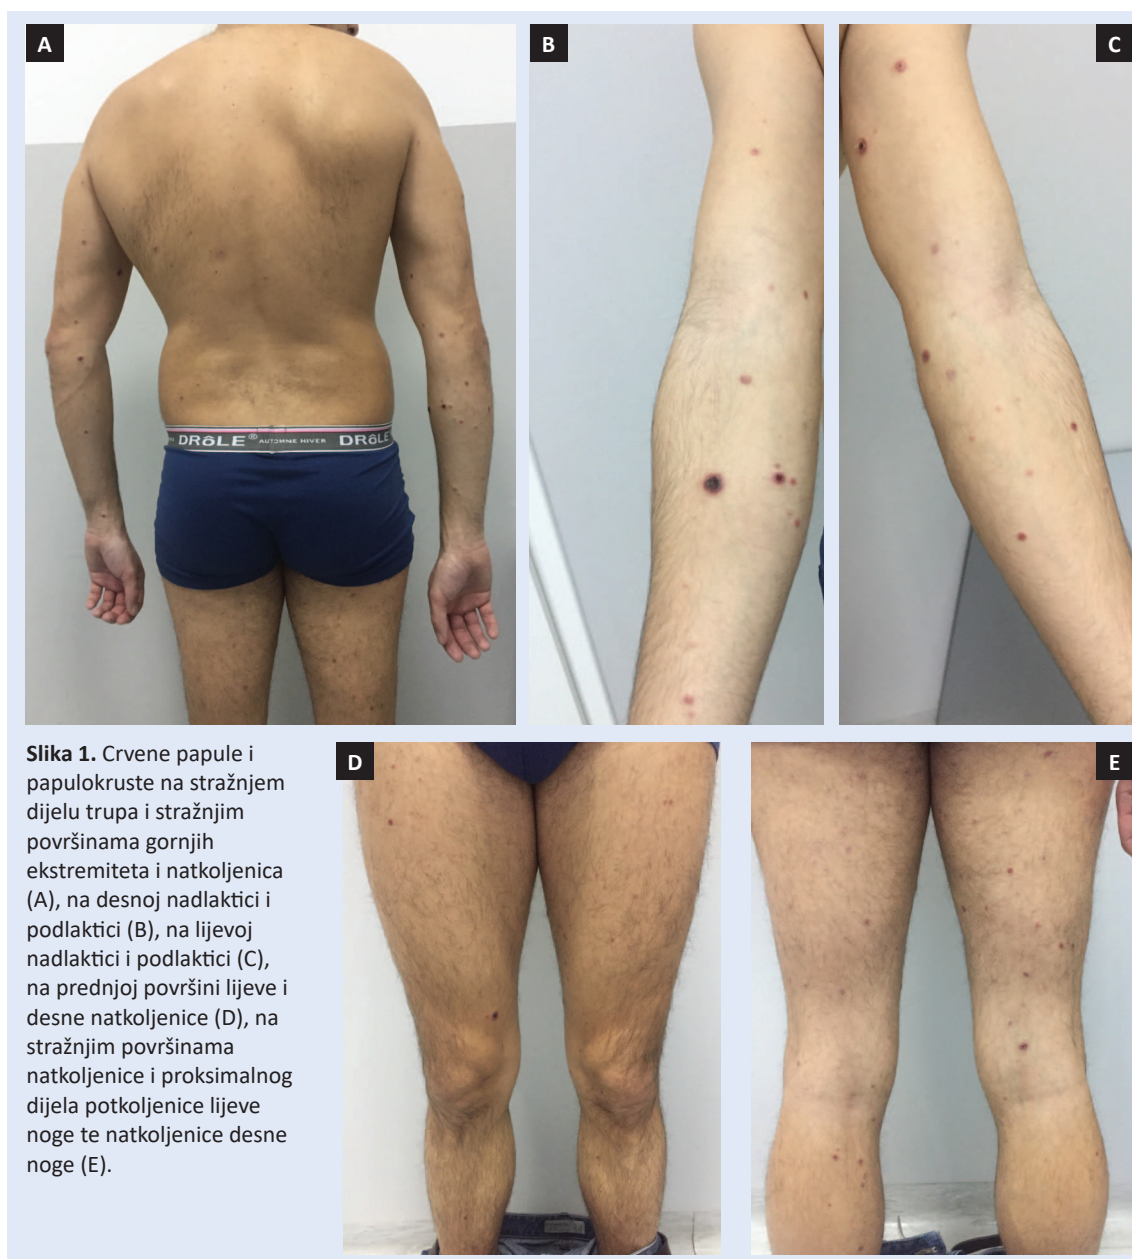 A
B
C
DRôLE® AUTOMNE HIVER DRôLE
Slika 1. Crvene papule i
papulokruste na stražnjem
dijelu trupa i stražnjim
površinama gornjih
ekstremiteta i natkoljenica
(A), na desnoj nadlaktici i
podlaktici (B), na lijevoj
nadlaktici i podlaktici (C),
na prednjoj površini lijeve i
desne natkoljenice (D), na
stražnjim površinama
natkoljenice i proksimalnog
dijela potkoljenice lijeve
noge te natkoljenice desne
noge (E).
D
E